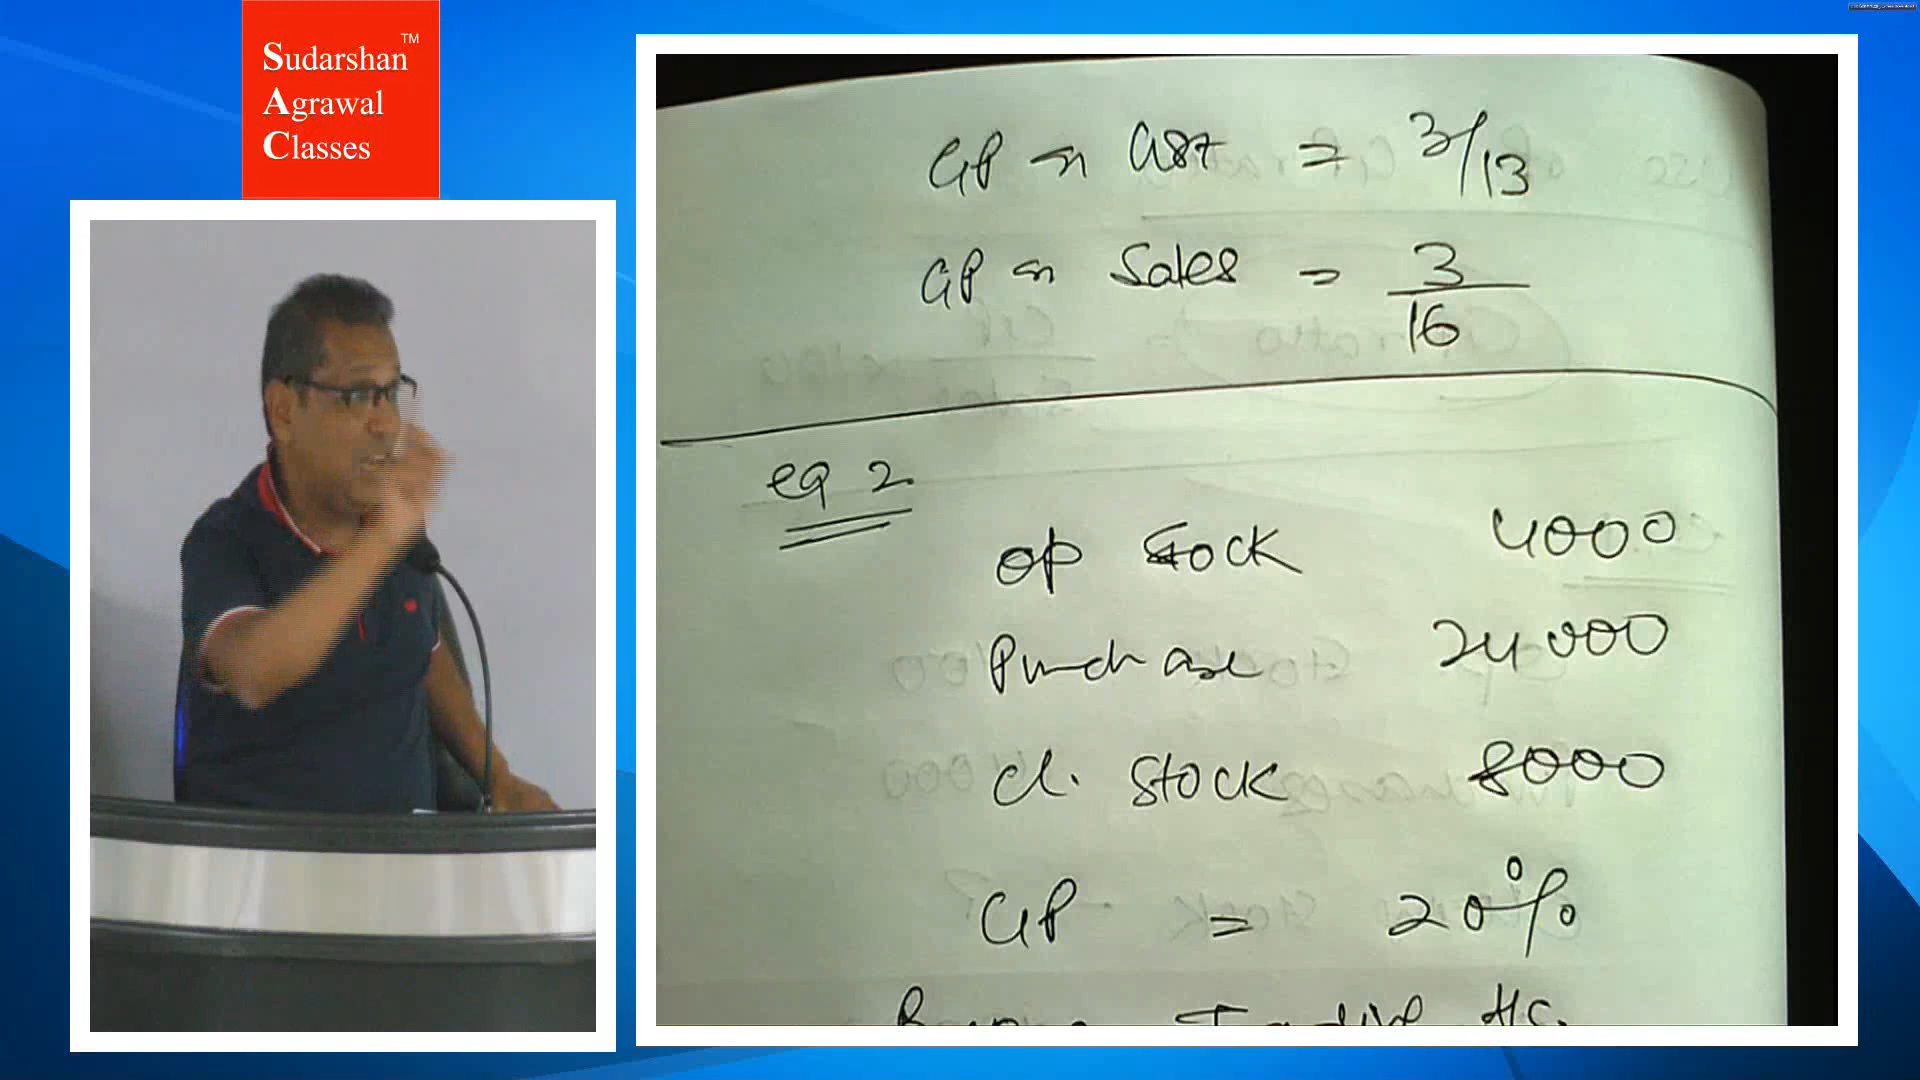 Sudarshan™
Agrawal
Classes
GP on Cost = 3/13
GP on Sales = 3/16
eq 2
op stock 4000
Purchase 24000
cl. stock 8000
GP = 20%